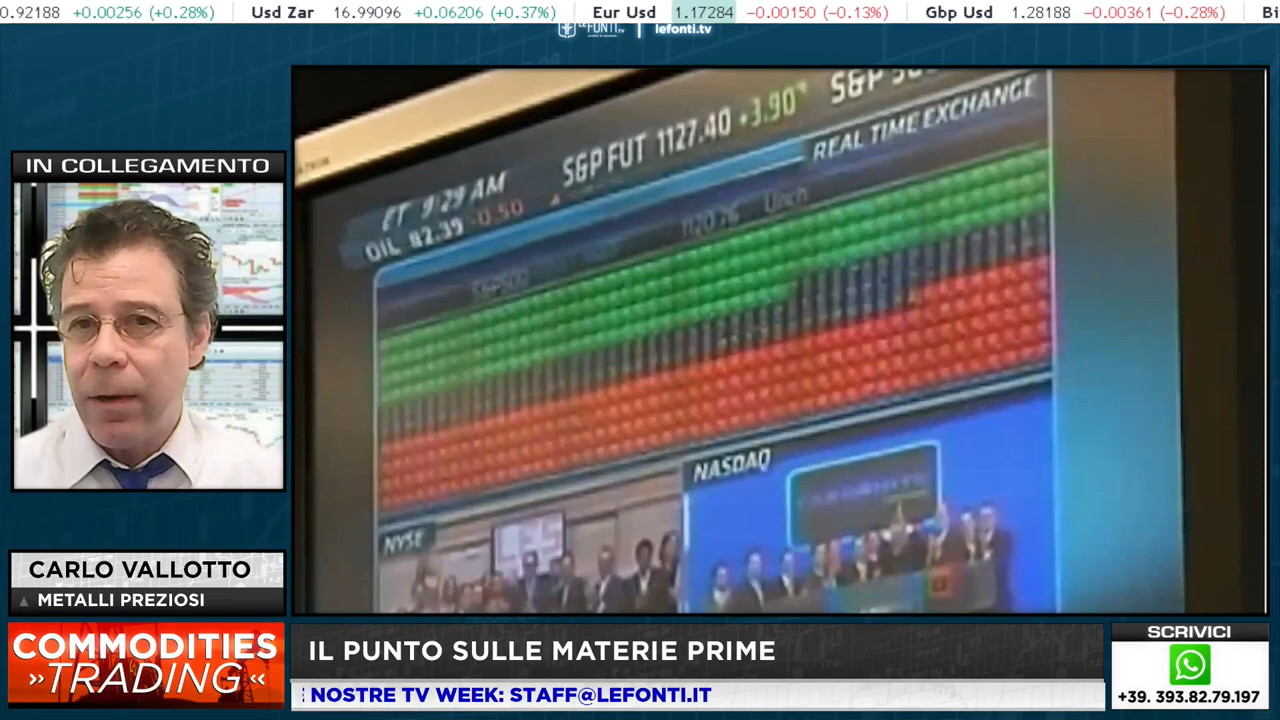 0.92188 +0.00256 (+0.28%) Usd Zar 16.99096 +0.06206 (+0.37%) Eur Usd 1.17284 −0.00150 (−0.13%) Gbp Usd 1.28188 −0.00361 (−0.28%) Bi
LEFONTI.TV lefonti.tv
IN COLLEGAMENTO
S&P FUT 1127.40 +3.90
ET 9:29 AM
REAL TIME EXCHANGE
OIL 82.39 -0.50
NASDAQ
NYSE
CARLO VALLOTTO
METALLI PREZIOSI
COMMODITIES
»TRADING«
IL PUNTO SULLE MATERIE PRIME
NOSTRE TV WEEK: STAFF@LEFONTI.IT
SCRIVICI
+39. 393.82.79.197